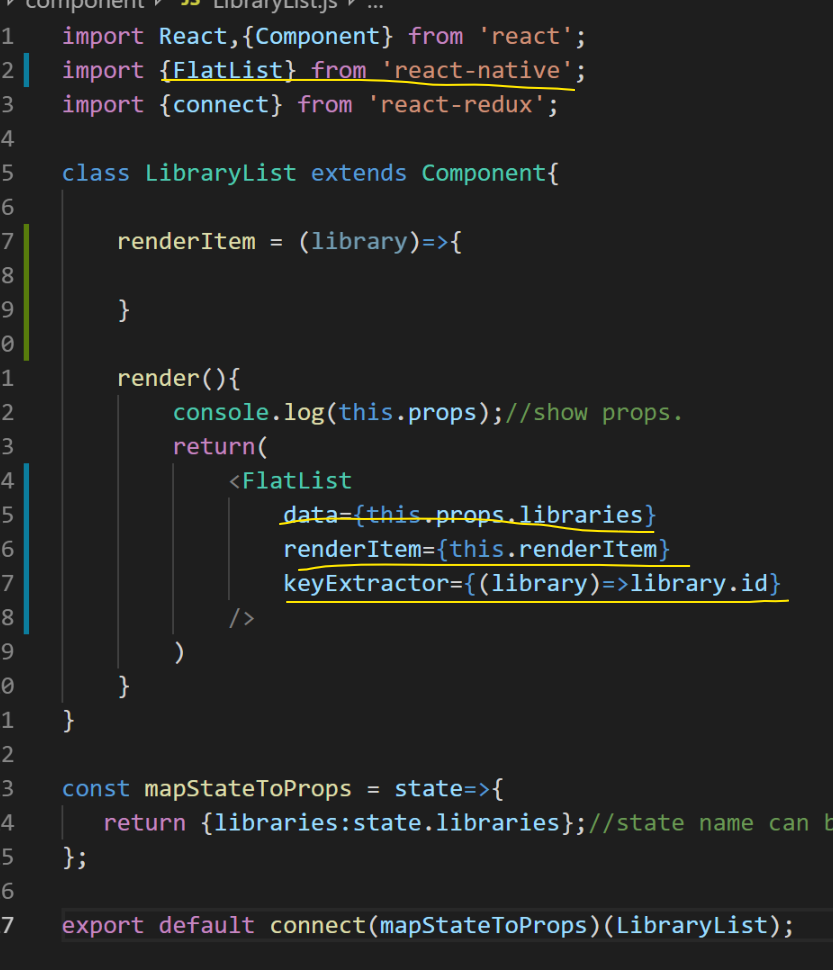 component JS LibraryList.js ...
1 import React,{Component} from 'react';
2 import {FlatList} from 'react-native';
3 import {connect} from 'react-redux';
4
5 class LibraryList extends Component{
6
7 renderItem = (library)=>{
8
9 }
0
1 render(){
2 console.log(this.props);//show props.
3 return(
4 <FlatList
5 data={this.props.libraries}
6 renderItem={this.renderItem}
7 keyExtractor={(library)=>library.id}
8 />
9 )
0 }
1 }
2
3 const mapStateToProps = state=>{
4 return {libraries:state.libraries};//state name can b
5 };
6
7 export default connect(mapStateToProps)(LibraryList);